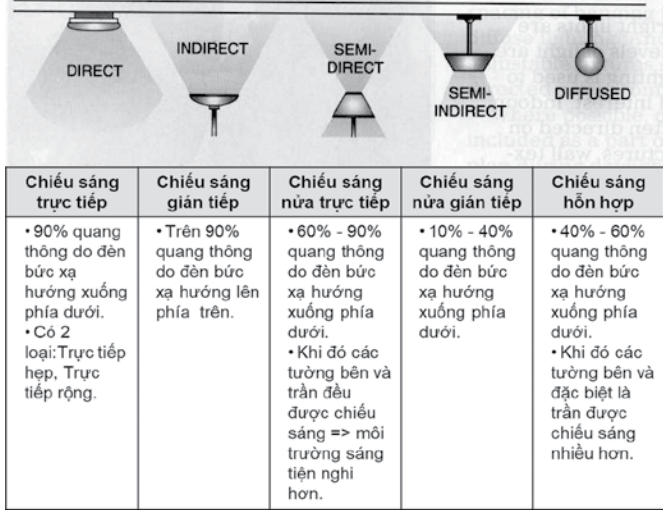 DIRECT
INDIRECT
SEMI-
DIRECT
SEMI-
INDIRECT
DIFFUSED
Chiếu sáng
trực tiếp
Chiếu sáng
gián tiếp
Chiếu sáng
nửa trực tiếp
Chiếu sáng
nửa gián tiếp
Chiếu sáng
hỗn hợp
• 90% quang
thông do đèn
bức xạ
hướng xuống
phía dưới.
• Có 2
loại:Trực tiếp
hẹp, Trực
tiếp rộng.
• Trên 90%
quang thông
do đèn bức
xạ hướng lên
phía trên.
• 60% - 90%
quang thông
do đèn bức
xạ hướng
xuống phía
dưới.
• Khi đó các
tường bên và
trần đều
được chiếu
sáng => môi
trường sáng
tiện nghi
hơn.
• 10% - 40%
quang thông
do đèn bức
xạ hướng
xuống phía
dưới.
• 40% - 60%
quang thông
do đèn bức
xạ hướng
xuống phía
dưới.
• Khi đó các
tường bên và
đặc biệt là
trần được
chiếu sáng
nhiều hơn.